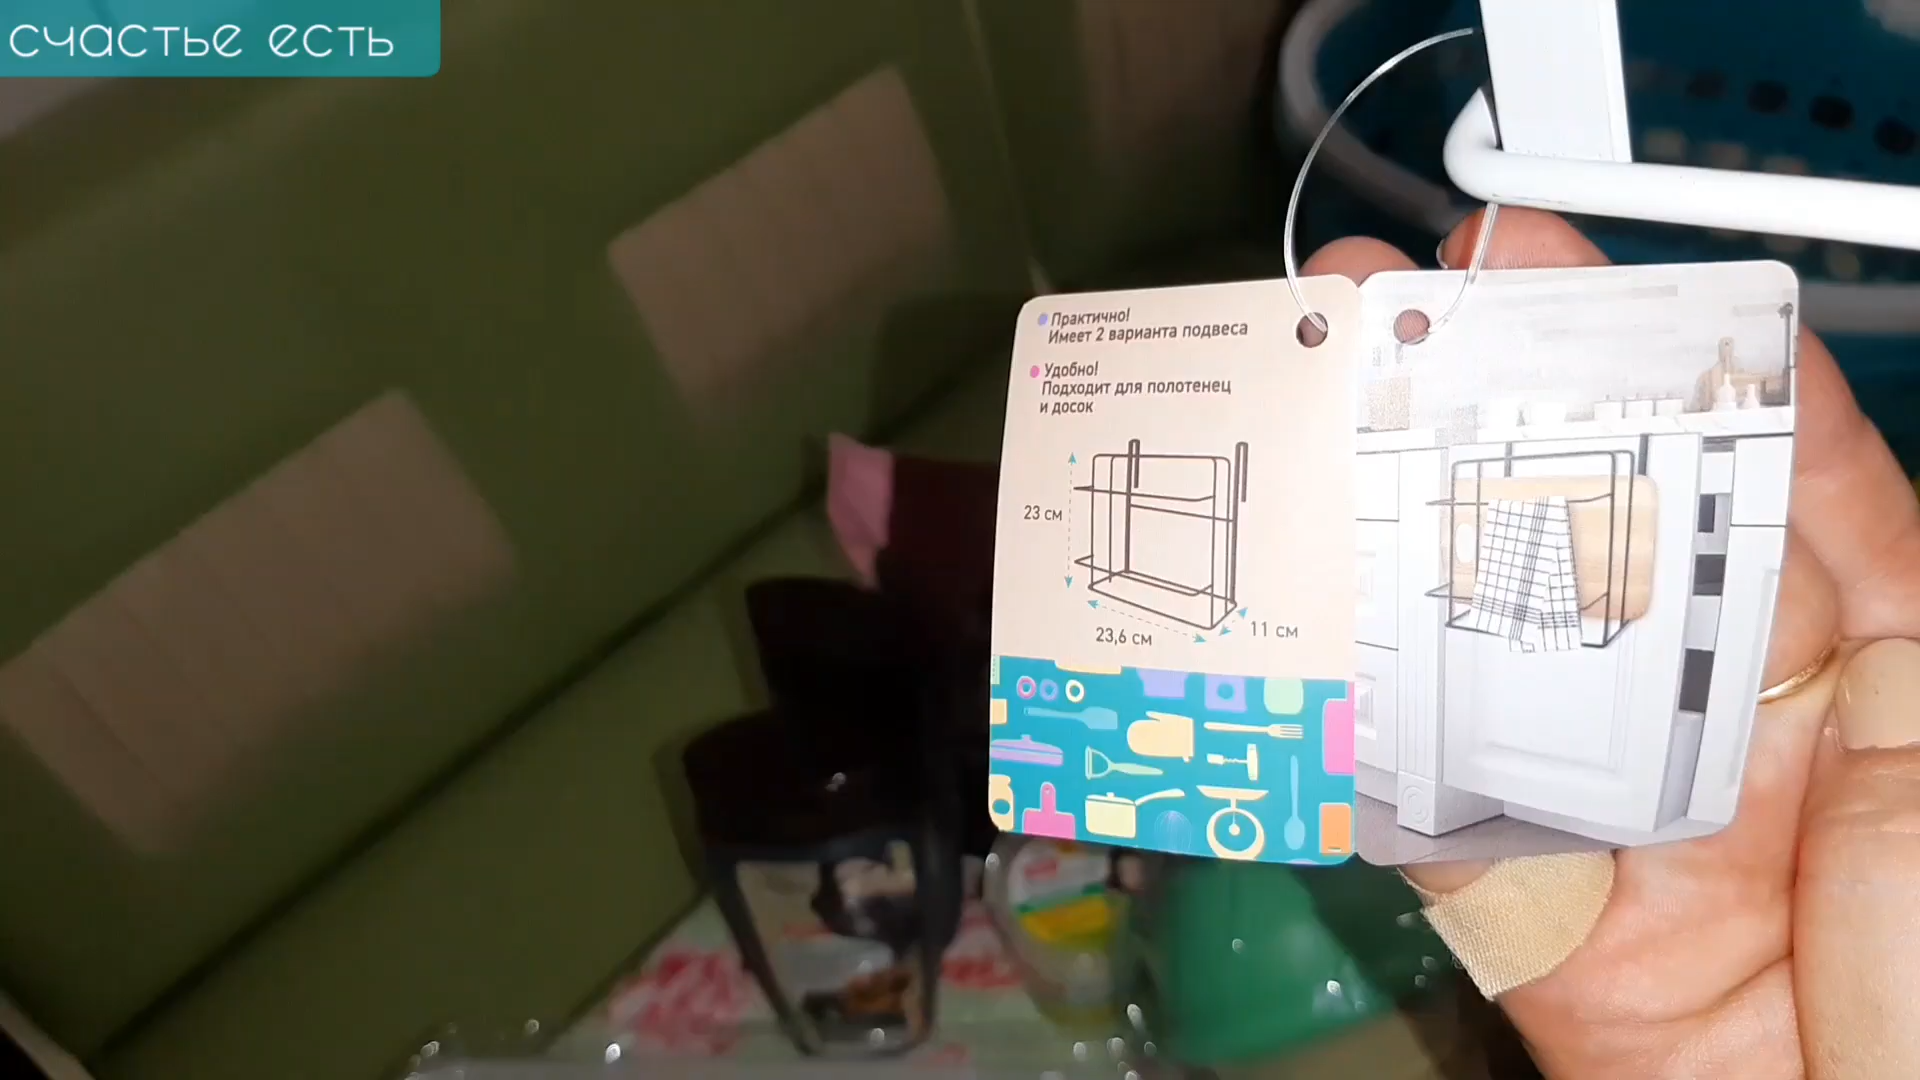 счастье есть
Практично!
Имеет 2 варианта подвеса
Удобно!
Подходит для полотенец
и досок
23 см
23,6 см
11 см